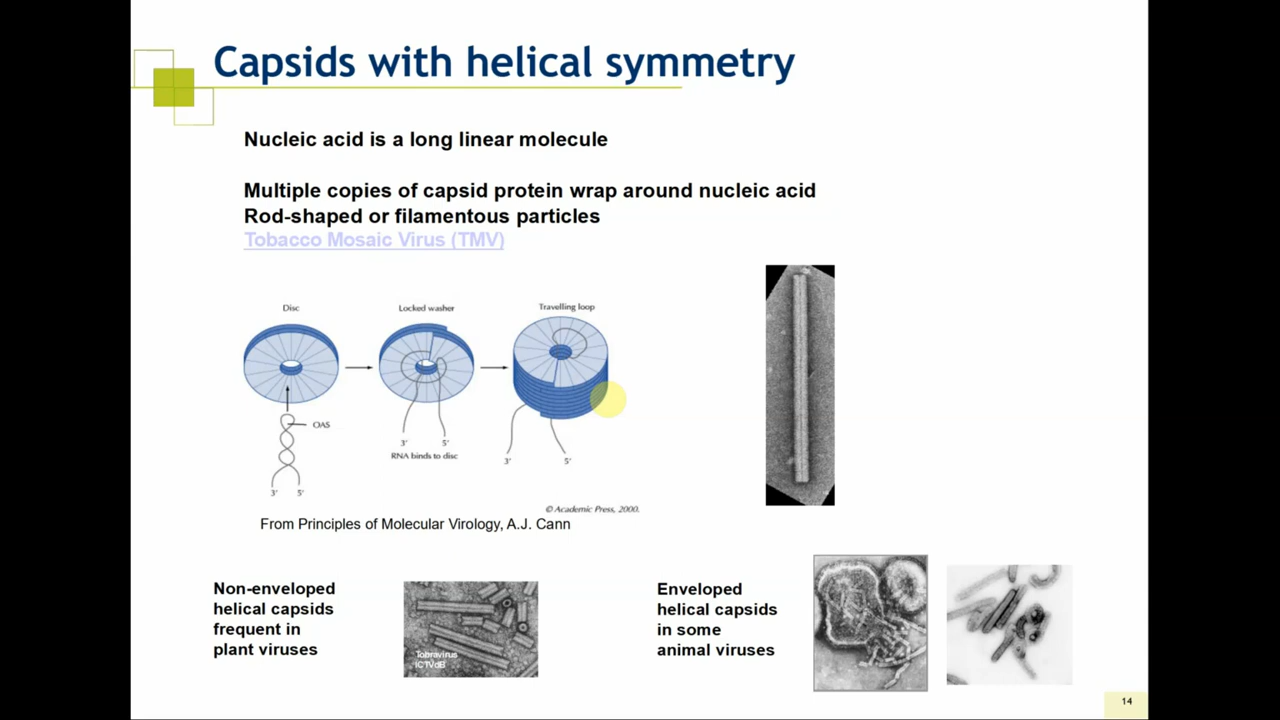 Capsids with helical symmetry
Nucleic acid is a long linear molecule
Multiple copies of capsid protein wrap around nucleic acid
Rod-shaped or filamentous particles
Tobacco Mosaic Virus (TMV)
Disc
Locked washer
Travelling loop
OAS
3'
5'
3'
5'
RNA binds to disc
3'
5'
© Academic Press, 2000.
From Principles of Molecular Virology, A.J. Cann
Non-enveloped
helical capsids
frequent in
plant viruses
Tobravirus
ICTVdB
Enveloped
helical capsids
in some
animal viruses
14